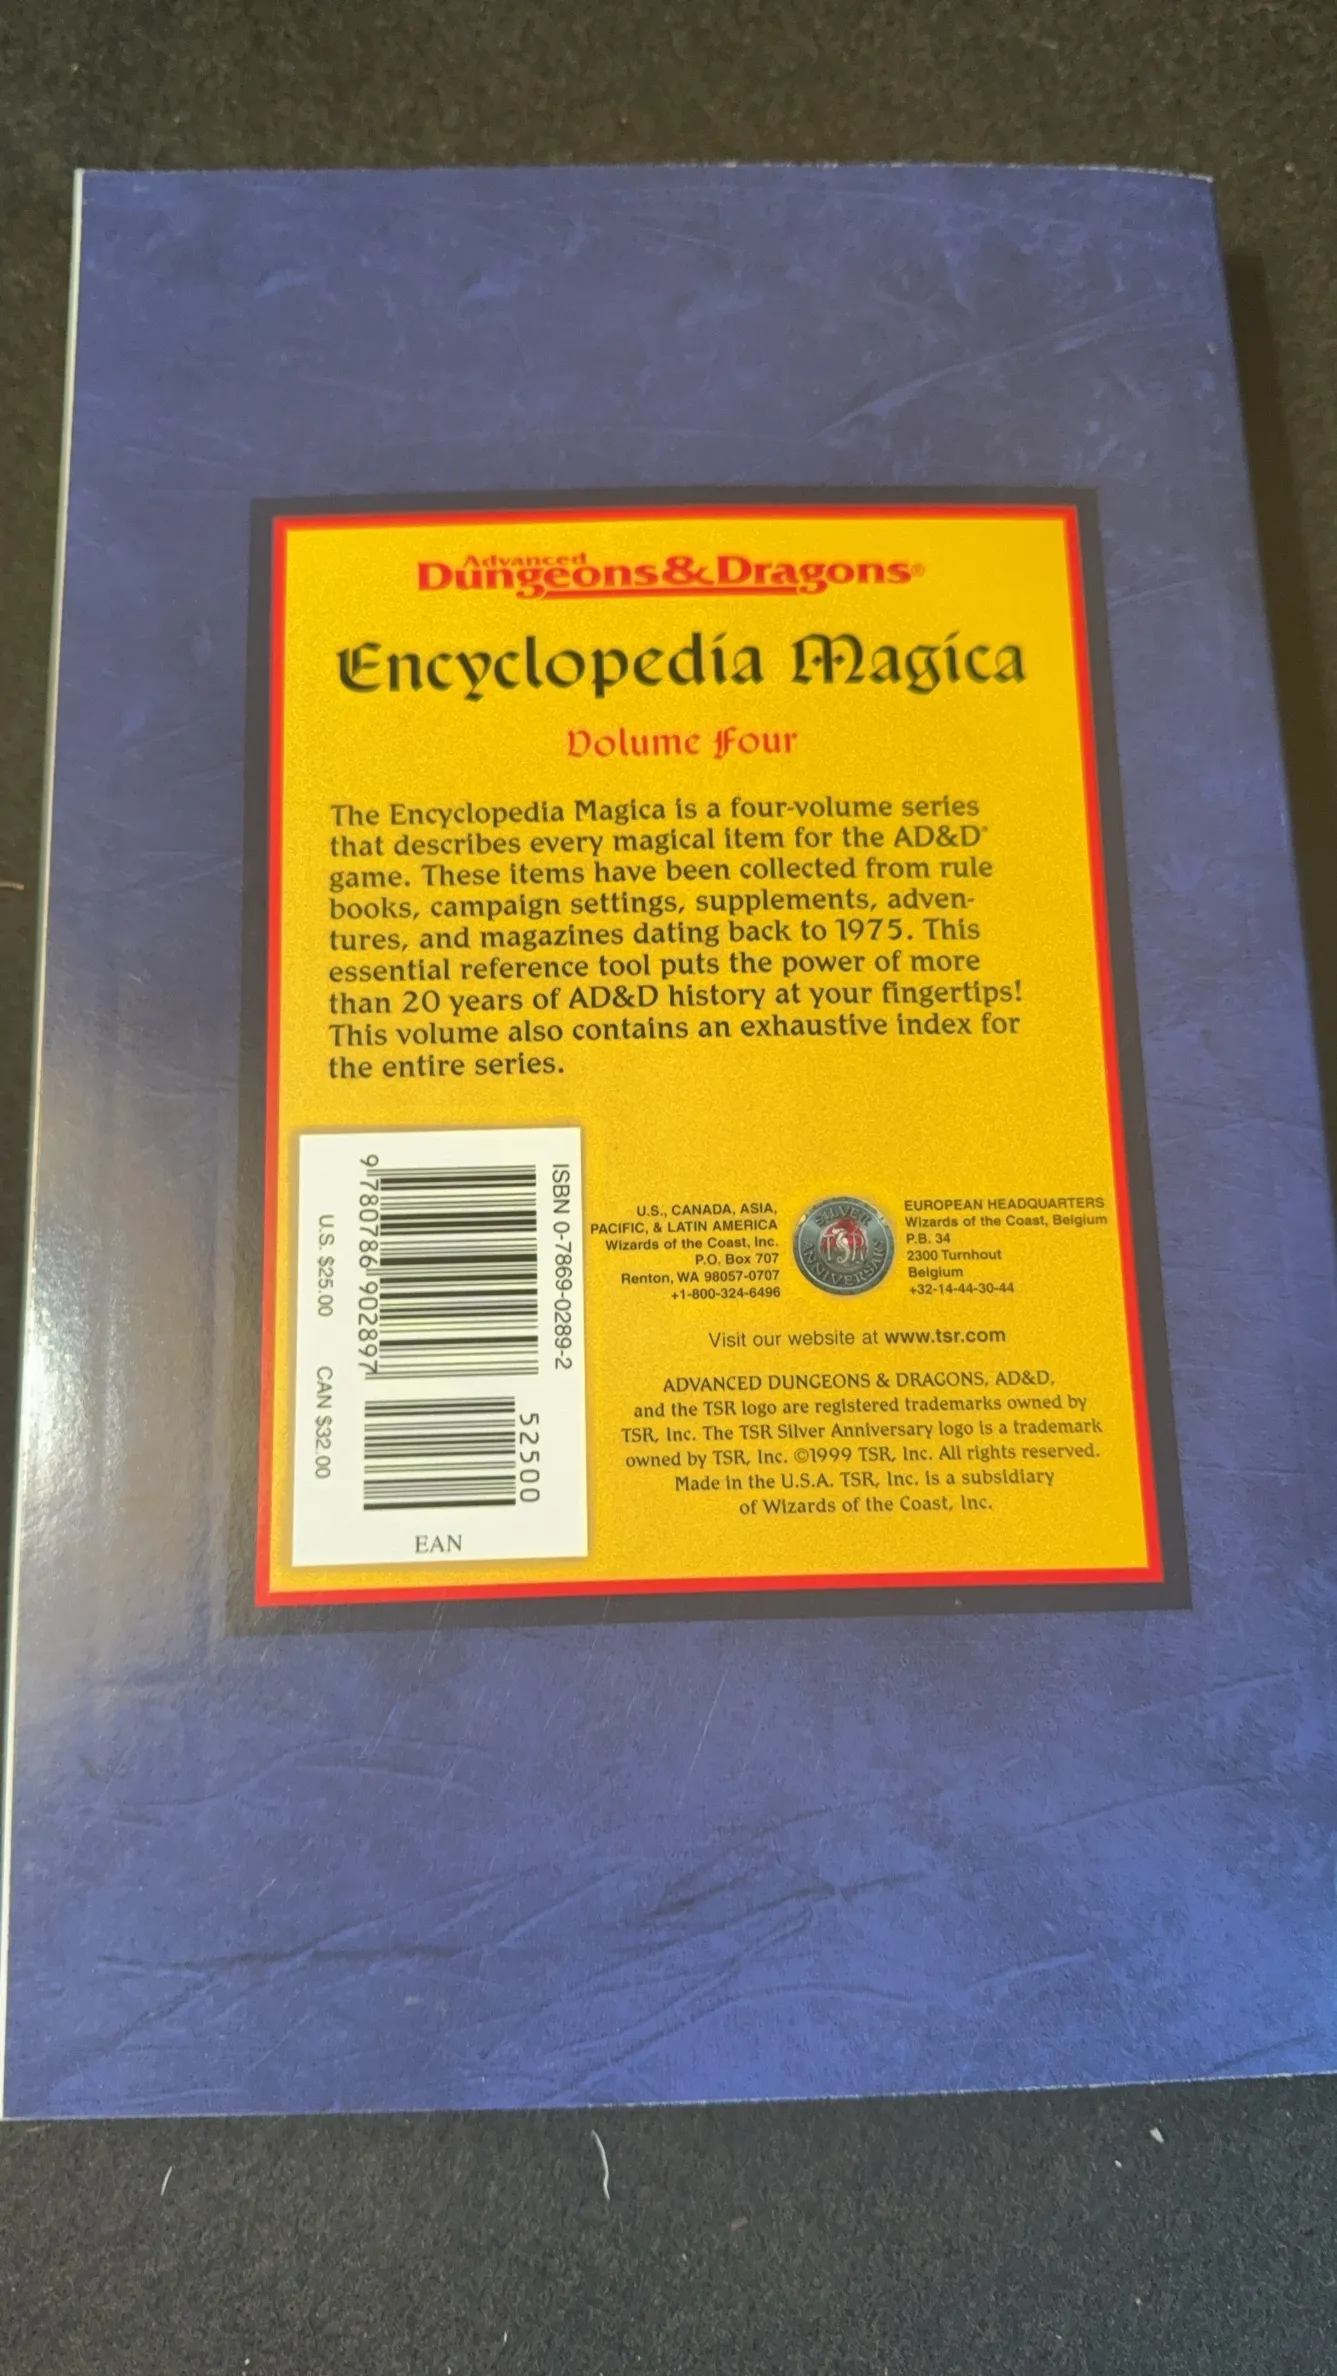 Advanced
Dungeons & Dragons®
Encyclopedia Magica
Volume Four
The Encyclopedia Magica is a four-volume series
that describes every magical item for the AD&D®
game. These items have been collected from rule
books, campaign settings, supplements, adven-
tures, and magazines dating back to 1975. This
essential reference tool puts the power of more
than 20 years of AD&D history at your fingertips!
This volume also contains an exhaustive index for
the entire series.
ISBN 0-7869-0289-2
9 780786 902897
52500
U.S. $25.00 CAN $32.00
EAN
U.S., CANADA, ASIA,
PACIFIC, & LATIN AMERICA
Wizards of the Coast, Inc.
P.O. Box 707
Renton, WA 98057-0707
+1-800-324-6496
SILVER
TSR
ANNIVERSARY
EUROPEAN HEADQUARTERS
Wizards of the Coast, Belgium
P.B. 34
2300 Turnhout
Belgium
+32-14-44-30-44
Visit our website at www.tsr.com
ADVANCED DUNGEONS & DRAGONS, AD&D,
and the TSR logo are registered trademarks owned by
TSR, Inc. The TSR Silver Anniversary logo is a trademark
owned by TSR, Inc. ©1999 TSR, Inc. All rights reserved.
Made in the U.S.A. TSR, Inc. is a subsidiary
of Wizards of the Coast, Inc.